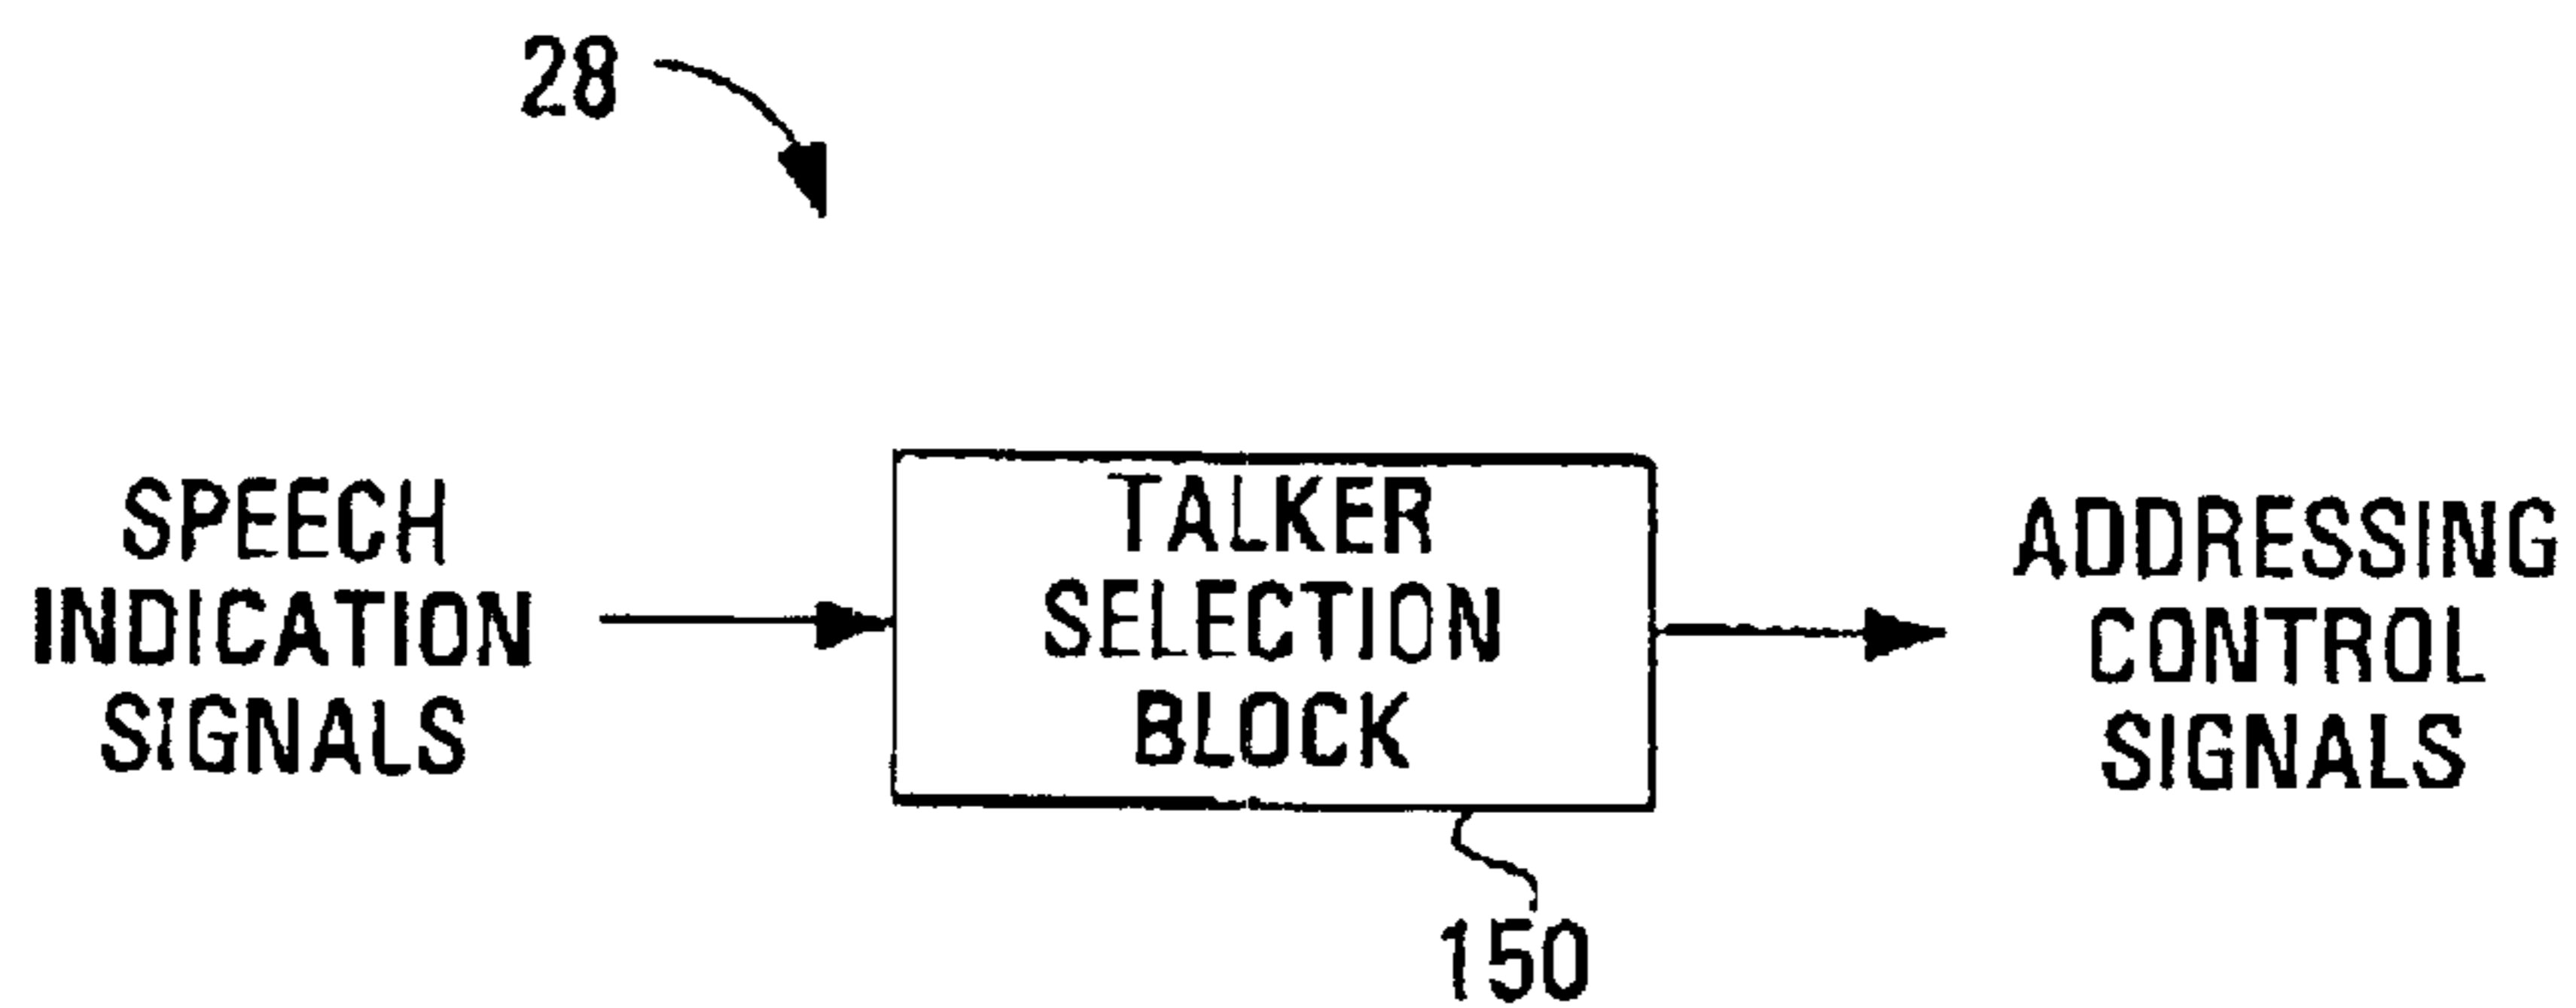 28
SPEECH
INDICATION
SIGNALS
TALKER
SELECTION
BLOCK
ADDRESSING
CONTROL
SIGNALS
150